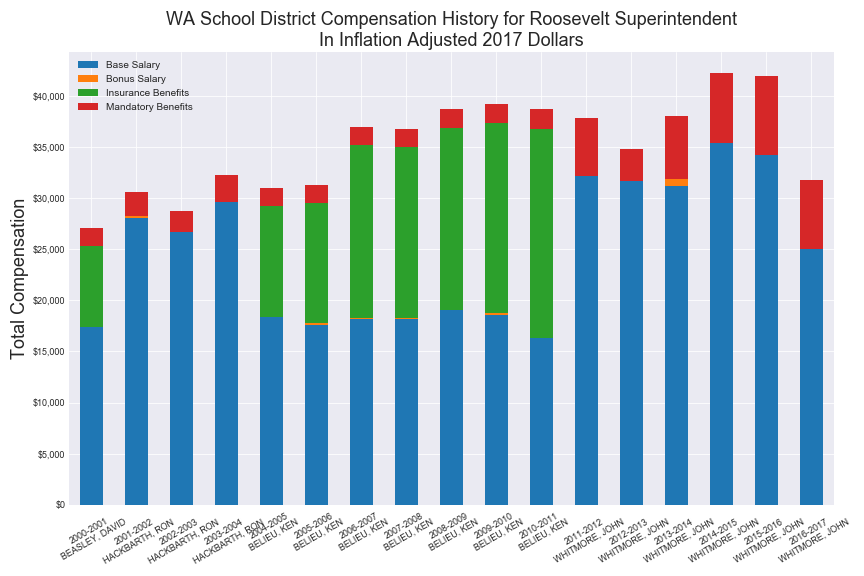 WA School District Compensation History for Roosevelt Superintendent
In Inflation Adjusted 2017 Dollars
Base Salary
Bonus Salary
Insurance Benefits
Mandatory Benefits
Total Compensation
$40,000
$35,000
$30,000
$25,000
$20,000
$15,000
$10,000
$5,000
$0
2000-2001
BEASLEY, DAVID
2001-2002
HACKBARTH, RON
2002-2003
HACKBARTH, RON
2003-2004
HACKBARTH, RON
2004-2005
BELIEU, KEN
2005-2006
BELIEU, KEN
2006-2007
BELIEU, KEN
2007-2008
BELIEU, KEN
2008-2009
BELIEU, KEN
2009-2010
BELIEU, KEN
2010-2011
BELIEU, KEN
2011-2012
WHITMORE, JOHN
2012-2013
WHITMORE, JOHN
2013-2014
WHITMORE, JOHN
2014-2015
WHITMORE, JOHN
2015-2016
WHITMORE, JOHN
2016-2017
WHITMORE, JOHN